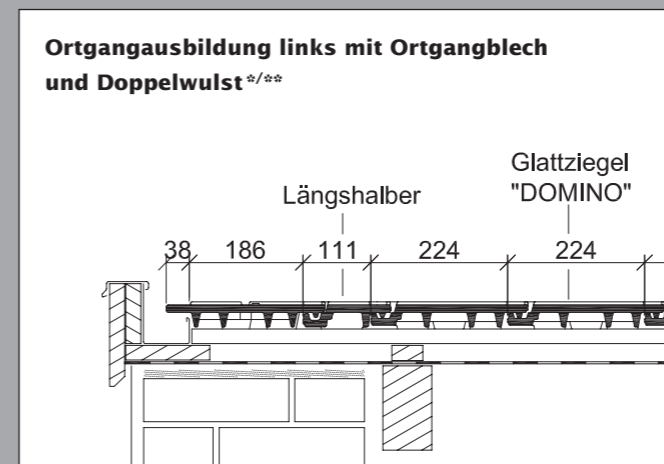 Ortgangausbildung links mit Ortgangblech
und Doppelwulst*/**
Glattziegel
"DOMINO"
Längshalber
38 186 111 224 224